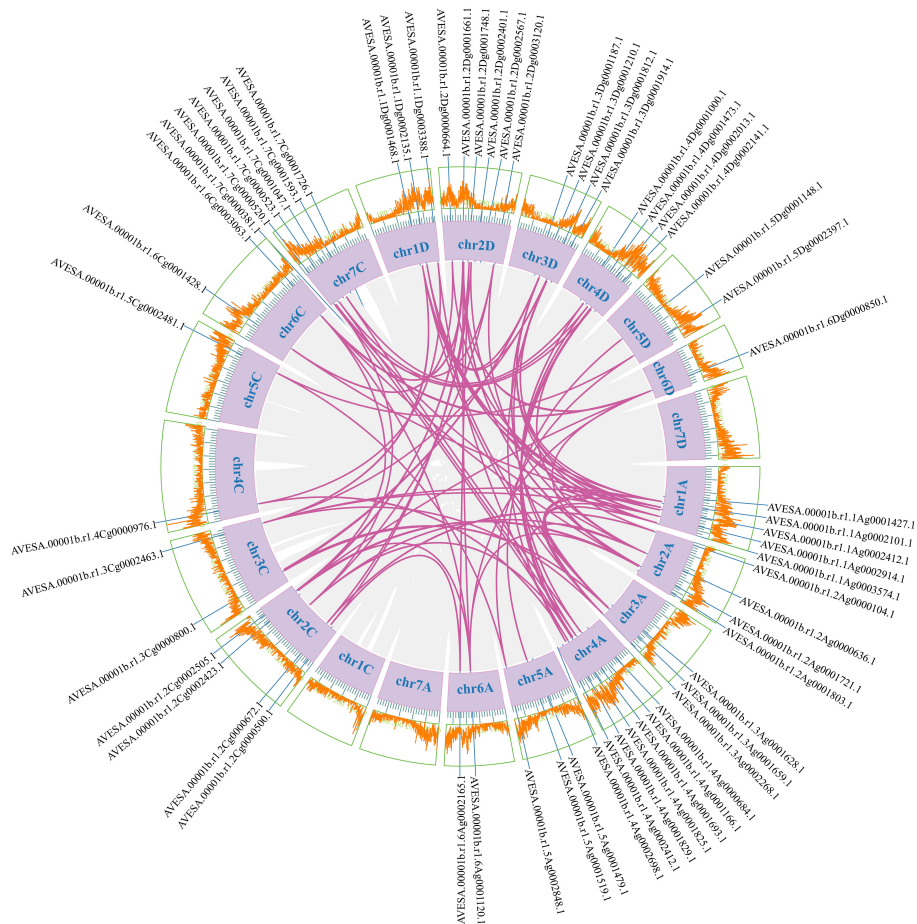 AVESA.00001b.r1.1Dg0001468.1
AVESA.00001b.r1.1Dg0002135.1
AVESA.00001b.r1.1Dg0003388.1
AVESA.00001b.r1.2Dg0000664.1
AVESA.00001b.r1.2Dg0001661.1
AVESA.00001b.r1.2Dg0001748.1
AVESA.00001b.r1.2Dg0002401.1
AVESA.00001b.r1.2Dg0002567.1
AVESA.00001b.r1.2Dg0003120.1
AVESA.00001b.r1.3Dg0001187.1
AVESA.00001b.r1.3Dg0001210.1
AVESA.00001b.r1.3Dg0001812.1
AVESA.00001b.r1.3Dg0001914.1
AVESA.00001b.r1.4Dg0001000.1
AVESA.00001b.r1.4Dg0001473.1
AVESA.00001b.r1.4Dg0002013.1
AVESA.00001b.r1.4Dg0002141.1
AVESA.00001b.r1.5Dg0001148.1
AVESA.00001b.r1.5Dg0002397.1
AVESA.00001b.r1.6Dg0000850.1
AVESA.00001b.r1.1Ag0001427.1
AVESA.00001b.r1.1Ag0002101.1
AVESA.00001b.r1.1Ag0002412.1
AVESA.00001b.r1.1Ag0002914.1
AVESA.00001b.r1.1Ag0003574.1
AVESA.00001b.r1.2Ag0000104.1
AVESA.00001b.r1.2Ag0000636.1
AVESA.00001b.r1.2Ag0001721.1
AVESA.00001b.r1.2Ag0001803.1
AVESA.00001b.r1.3Ag0001628.1
AVESA.00001b.r1.3Ag0001659.1
AVESA.00001b.r1.3Ag0002268.1
AVESA.00001b.r1.4Ag0000684.1
AVESA.00001b.r1.4Ag0001166.1
AVESA.00001b.r1.4Ag0001693.1
AVESA.00001b.r1.4Ag0001825.1
AVESA.00001b.r1.4Ag0001829.1
AVESA.00001b.r1.4Ag0002412.1
AVESA.00001b.r1.4Ag0002698.1
AVESA.00001b.r1.5Ag0001479.1
AVESA.00001b.r1.5Ag0001519.1
AVESA.00001b.r1.5Ag0002848.1
AVESA.00001b.r1.6Ag0001120.1
AVESA.00001b.r1.6Ag0002165.1
AVESA.00001b.r1.2Cg0000500.1
AVESA.00001b.r1.2Cg0000672.1
AVESA.00001b.r1.2Cg0002423.1
AVESA.00001b.r1.2Cg0002505.1
AVESA.00001b.r1.3Cg0000800.1
AVESA.00001b.r1.3Cg0002463.1
AVESA.00001b.r1.4Cg0000976.1
AVESA.00001b.r1.5Cg0002481.1
AVESA.00001b.r1.6Cg0001428.1
AVESA.00001b.r1.6Cg0003063.1
AVESA.00001b.r1.7Cg0000381.1
AVESA.00001b.r1.7Cg0000520.1
AVESA.00001b.r1.7Cg0000523.1
AVESA.00001b.r1.7Cg0001047.1
AVESA.00001b.r1.7Cg0001593.1
AVESA.00001b.r1.7Cg0001726.1
chr1D
chr2D
chr3D
chr4D
chr5D
chr6D
chr7D
chr1A
chr2A
chr3A
chr4A
chr5A
chr6A
chr7A
chr1C
chr2C
chr3C
chr4C
chr5C
chr6C
chr7C